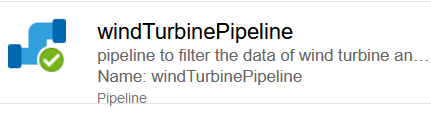 windTurbinePipeline
pipeline to filter the data of wind turbine an...
Name: windTurbinePipeline
Pipeline